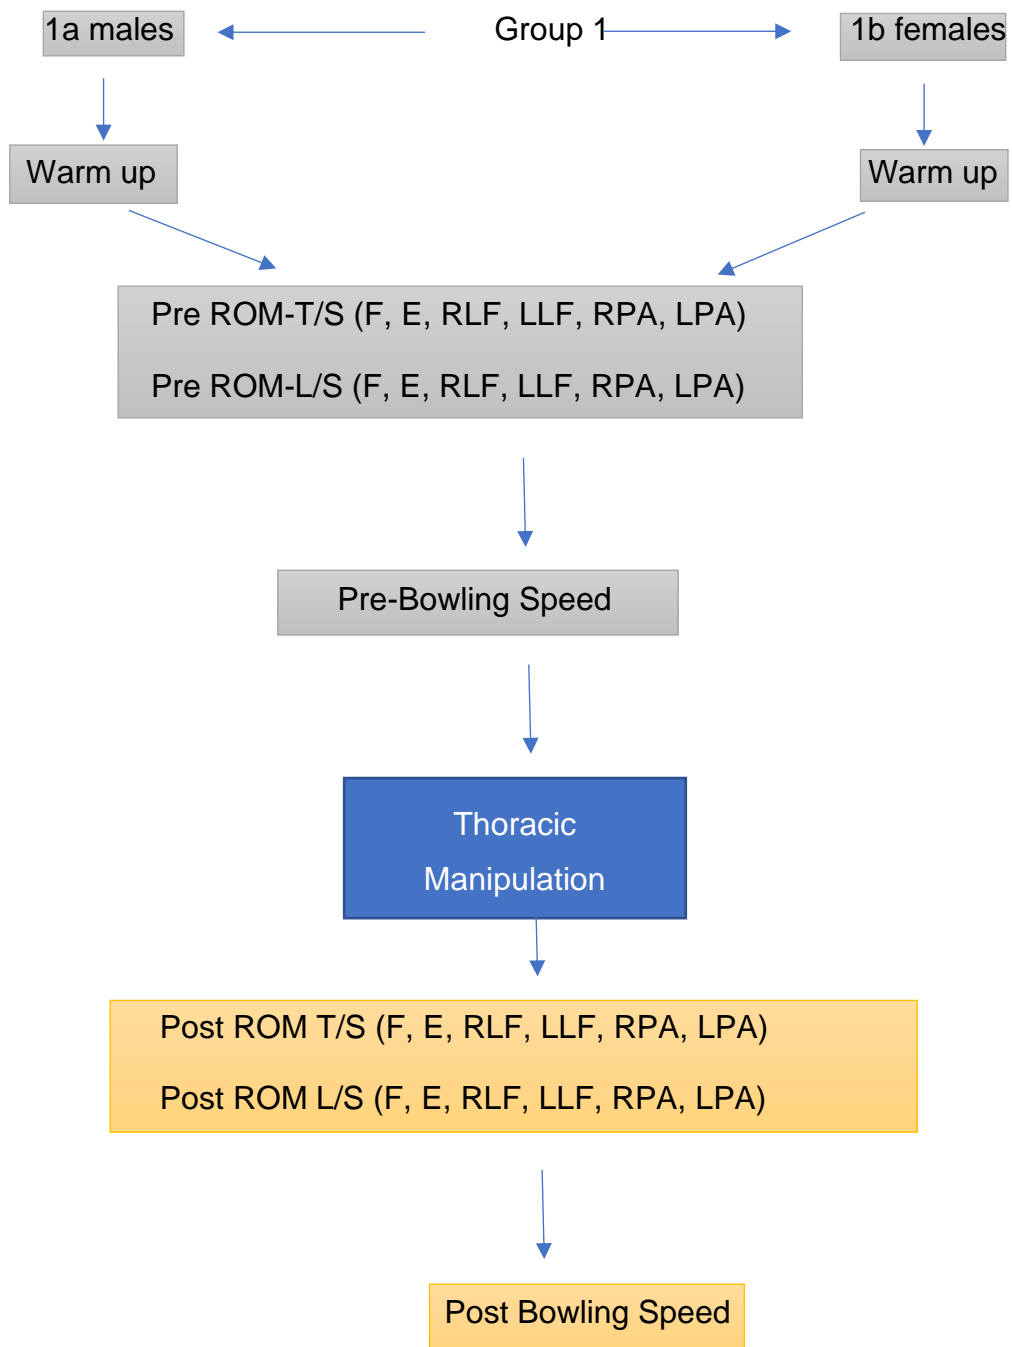 1a males
Group 1
1b females
Warm up
Warm up
Pre ROM-T/S (F, E, RLF, LLF, RPA, LPA)
Pre ROM-L/S (F, E, RLF, LLF, RPA, LPA)
Pre-Bowling Speed
Thoracic
Manipulation
Post ROM T/S (F, E, RLF, LLF, RPA, LPA)
Post ROM L/S (F, E, RLF, LLF, RPA, LPA)
Post Bowling Speed